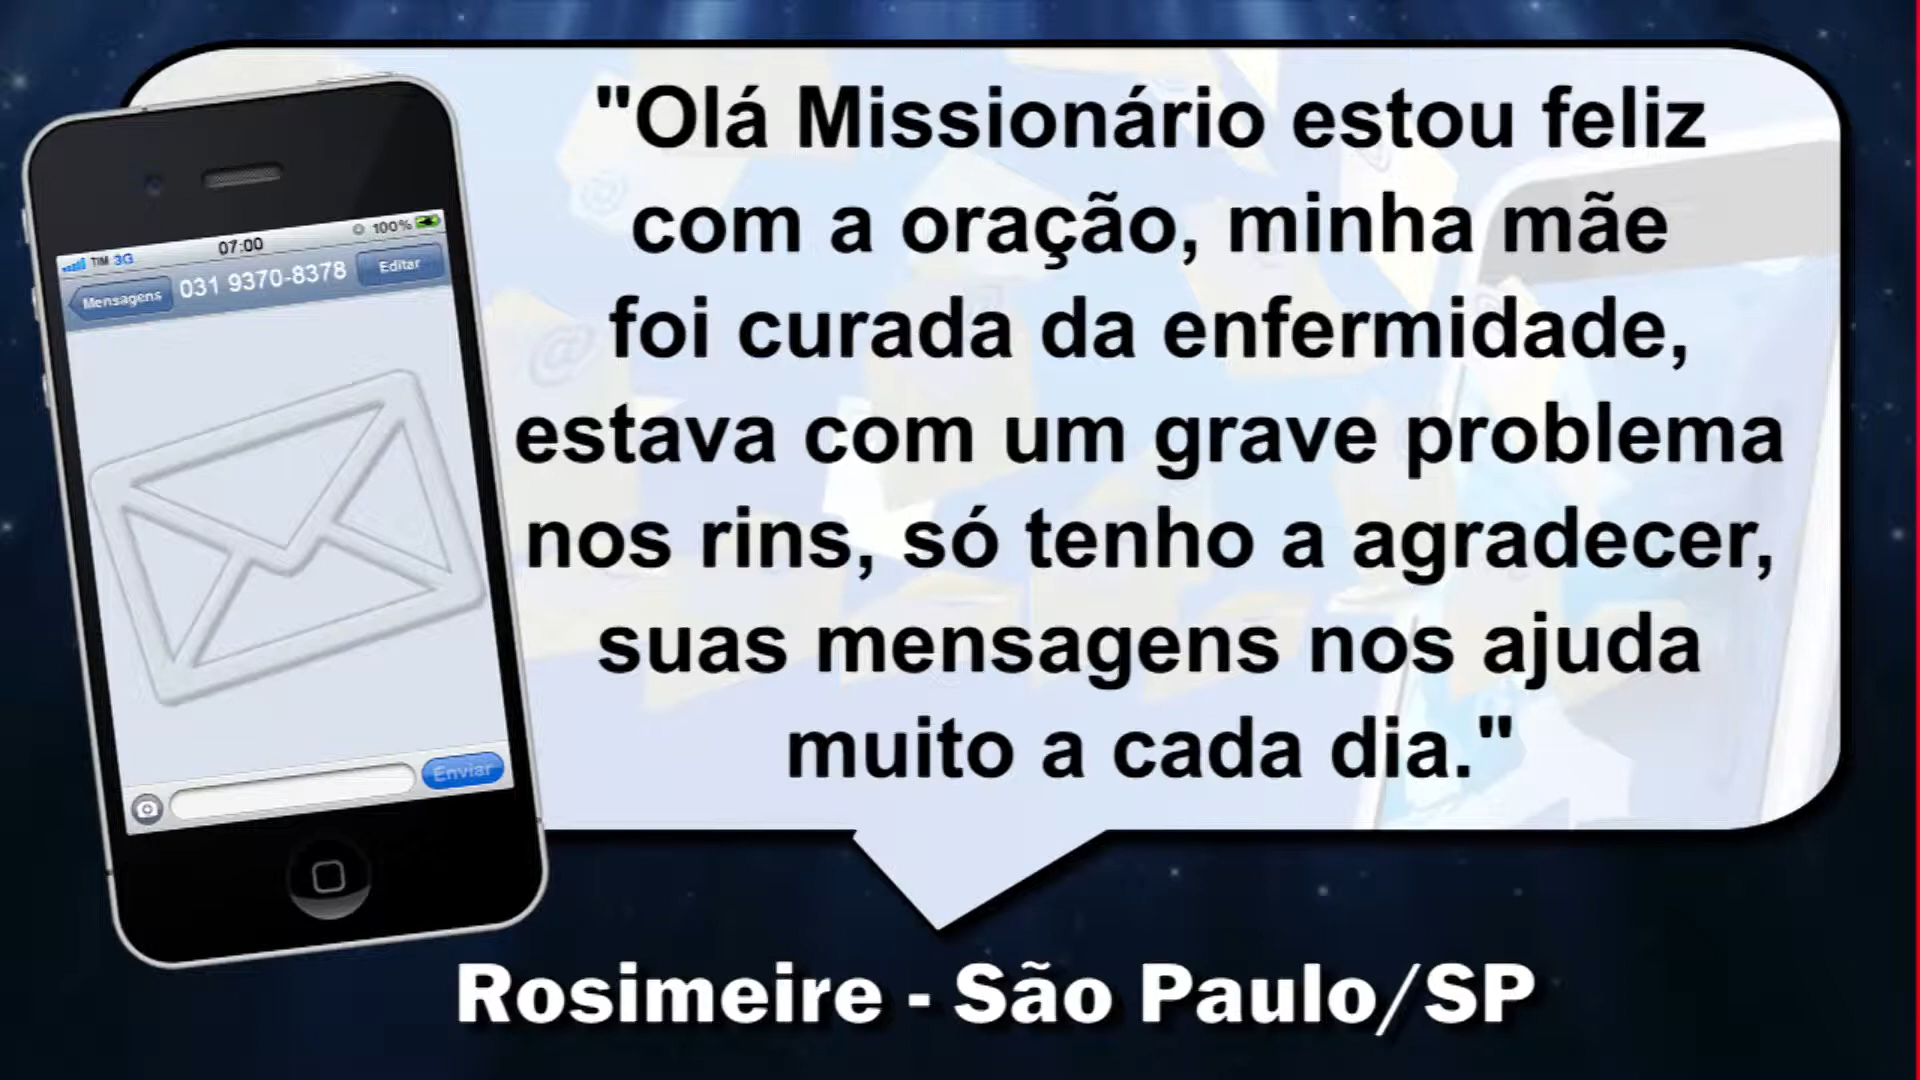 "Olá Missionário estou feliz
com a oração, minha mãe
foi curada da enfermidade,
estava com um grave problema
nos rins, só tenho a agradecer,
suas mensagens nos ajuda
muito a cada dia."
TIM 3G 07:00 100%
Mensagens 031 9370-8378 Editar
Enviar
Rosimeire - São Paulo/SP